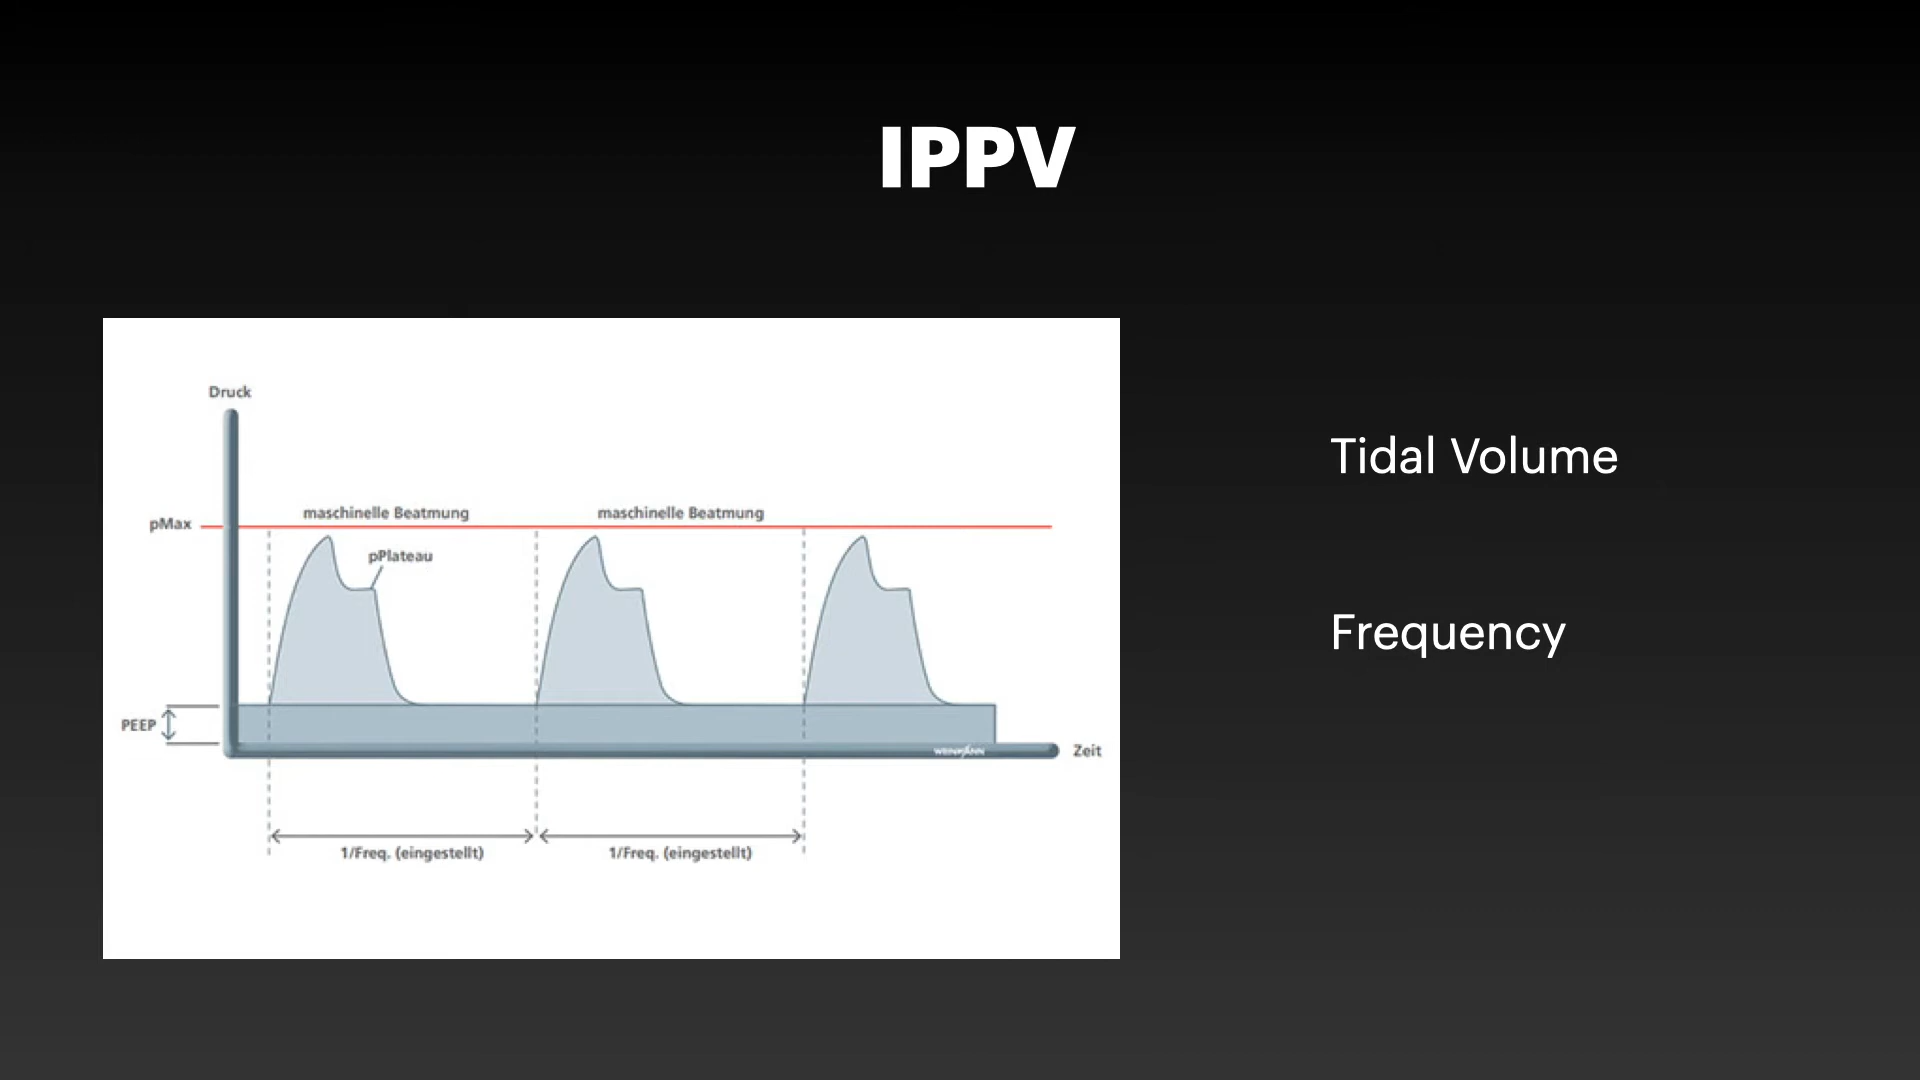 IPPV
Druck
pMax
maschinelle Beatmung
maschinelle Beatmung
pPlateau
PEEP
WEINMANN
Zeit
1/Freq. (eingestellt)
1/Freq. (eingestellt)
Tidal Volume
Frequency